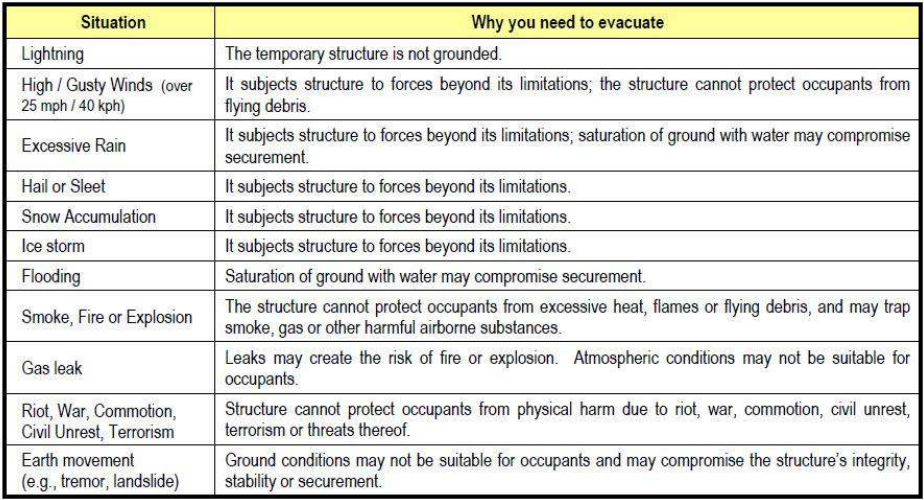 Situation
Why you need to evacuate
Lightning
The temporary structure is not grounded.
High / Gusty Winds (over
25 mph / 40 kph)
It subjects structure to forces beyond its limitations; the structure cannot protect occupants from
flying debris.
Excessive Rain
It subjects structure to forces beyond its limitations; saturation of ground with water may compromise
securement.
Hail or Sleet
It subjects structure to forces beyond its limitations.
Snow Accumulation
It subjects structure to forces beyond its limitations.
Ice storm
It subjects structure to forces beyond its limitations.
Flooding
Saturation of ground with water may compromise securement.
Smoke, Fire or Explosion
The structure cannot protect occupants from excessive heat, flames or flying debris, and may trap
smoke, gas or other harmful airborne substances.
Gas leak
Leaks may create the risk of fire or explosion. Atmospheric conditions may not be suitable for
occupants.
Riot, War, Commotion,
Civil Unrest, Terrorism
Structure cannot protect occupants from physical harm due to riot, war, commotion, civil unrest,
terrorism or threats thereof.
Earth movement
(e.g., tremor, landslide)
Ground conditions may not be suitable for occupants and may compromise the structure's integrity,
stability or securement.